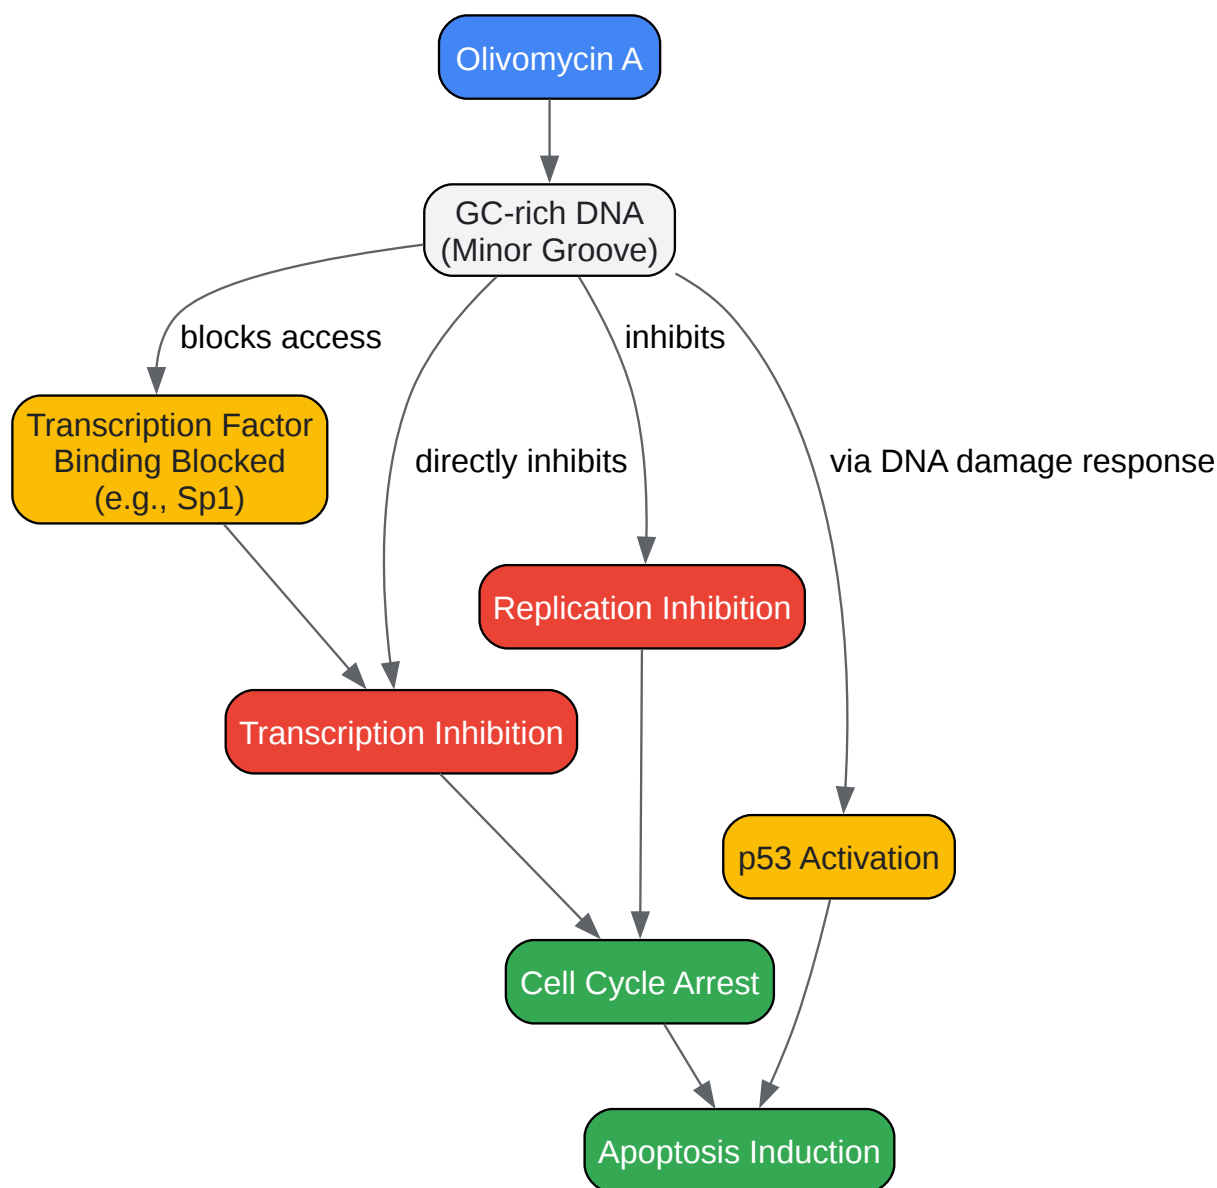 Olivomycin A
GC-rich DNA
(Minor Groove)
blocks access
inhibits
Transcription Factor
Binding Blocked
(e.g., Sp1)
directly inhibits
via DNA damage response
Replication Inhibition
Transcription Inhibition
p53 Activation
Cell Cycle Arrest
Apoptosis Induction